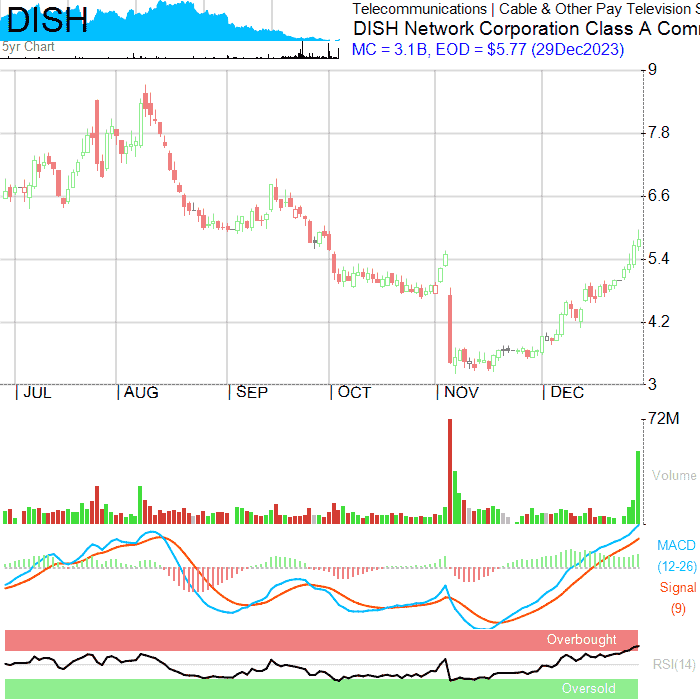 DISH
5yr Chart
Telecommunications | Cable & Other Pay Television S
DISH Network Corporation Class A Comm
MC = 3.1B, EOD = $5.77 (29Dec2023)
9
7.8
6.6
5.4
4.2
3
JUL
AUG
SEP
OCT
NOV
DEC
72M
Volume
MACD
(12-26)
Signal
(9)
Overbought
RSI(14)
Oversold